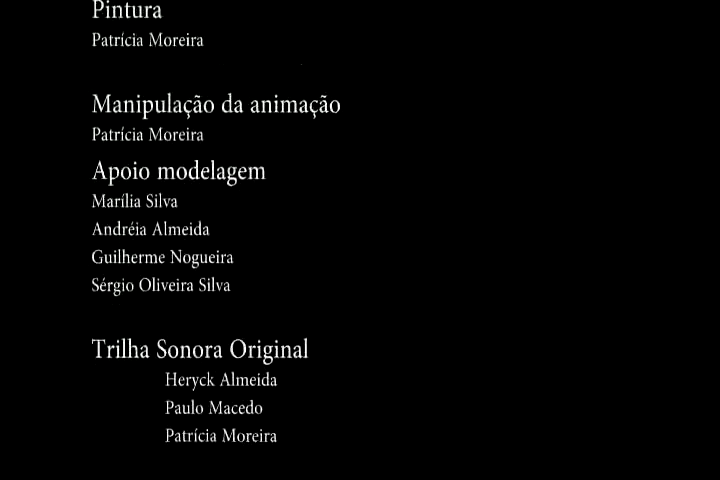 Pintura
Patrícia Moreira
Manipulação da animação
Patrícia Moreira
Apoio modelagem
Marília Silva
Andréia Almeida
Guilherme Nogueira
Sérgio Oliveira Silva
Trilha Sonora Original
Heryck Almeida
Paulo Macedo
Patrícia Moreira